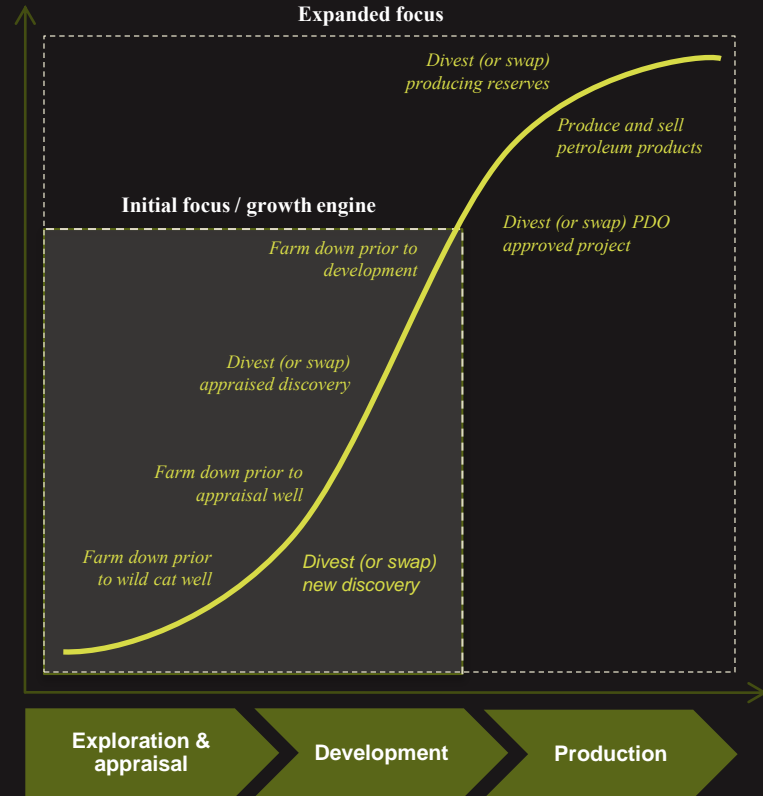 Expanded focus
Divest (or swap)
producing reserves
Produce and sell
petroleum products
Initial focus / growth engine
Divest (or swap) PDO
approved project
Farm down prior to
development
Divest (or swap)
appraised discovery
Farm down prior to
appraisal well
Farm down prior
to wild cat well
Divest (or swap)
new discovery
Exploration &
appraisal
Development
Production